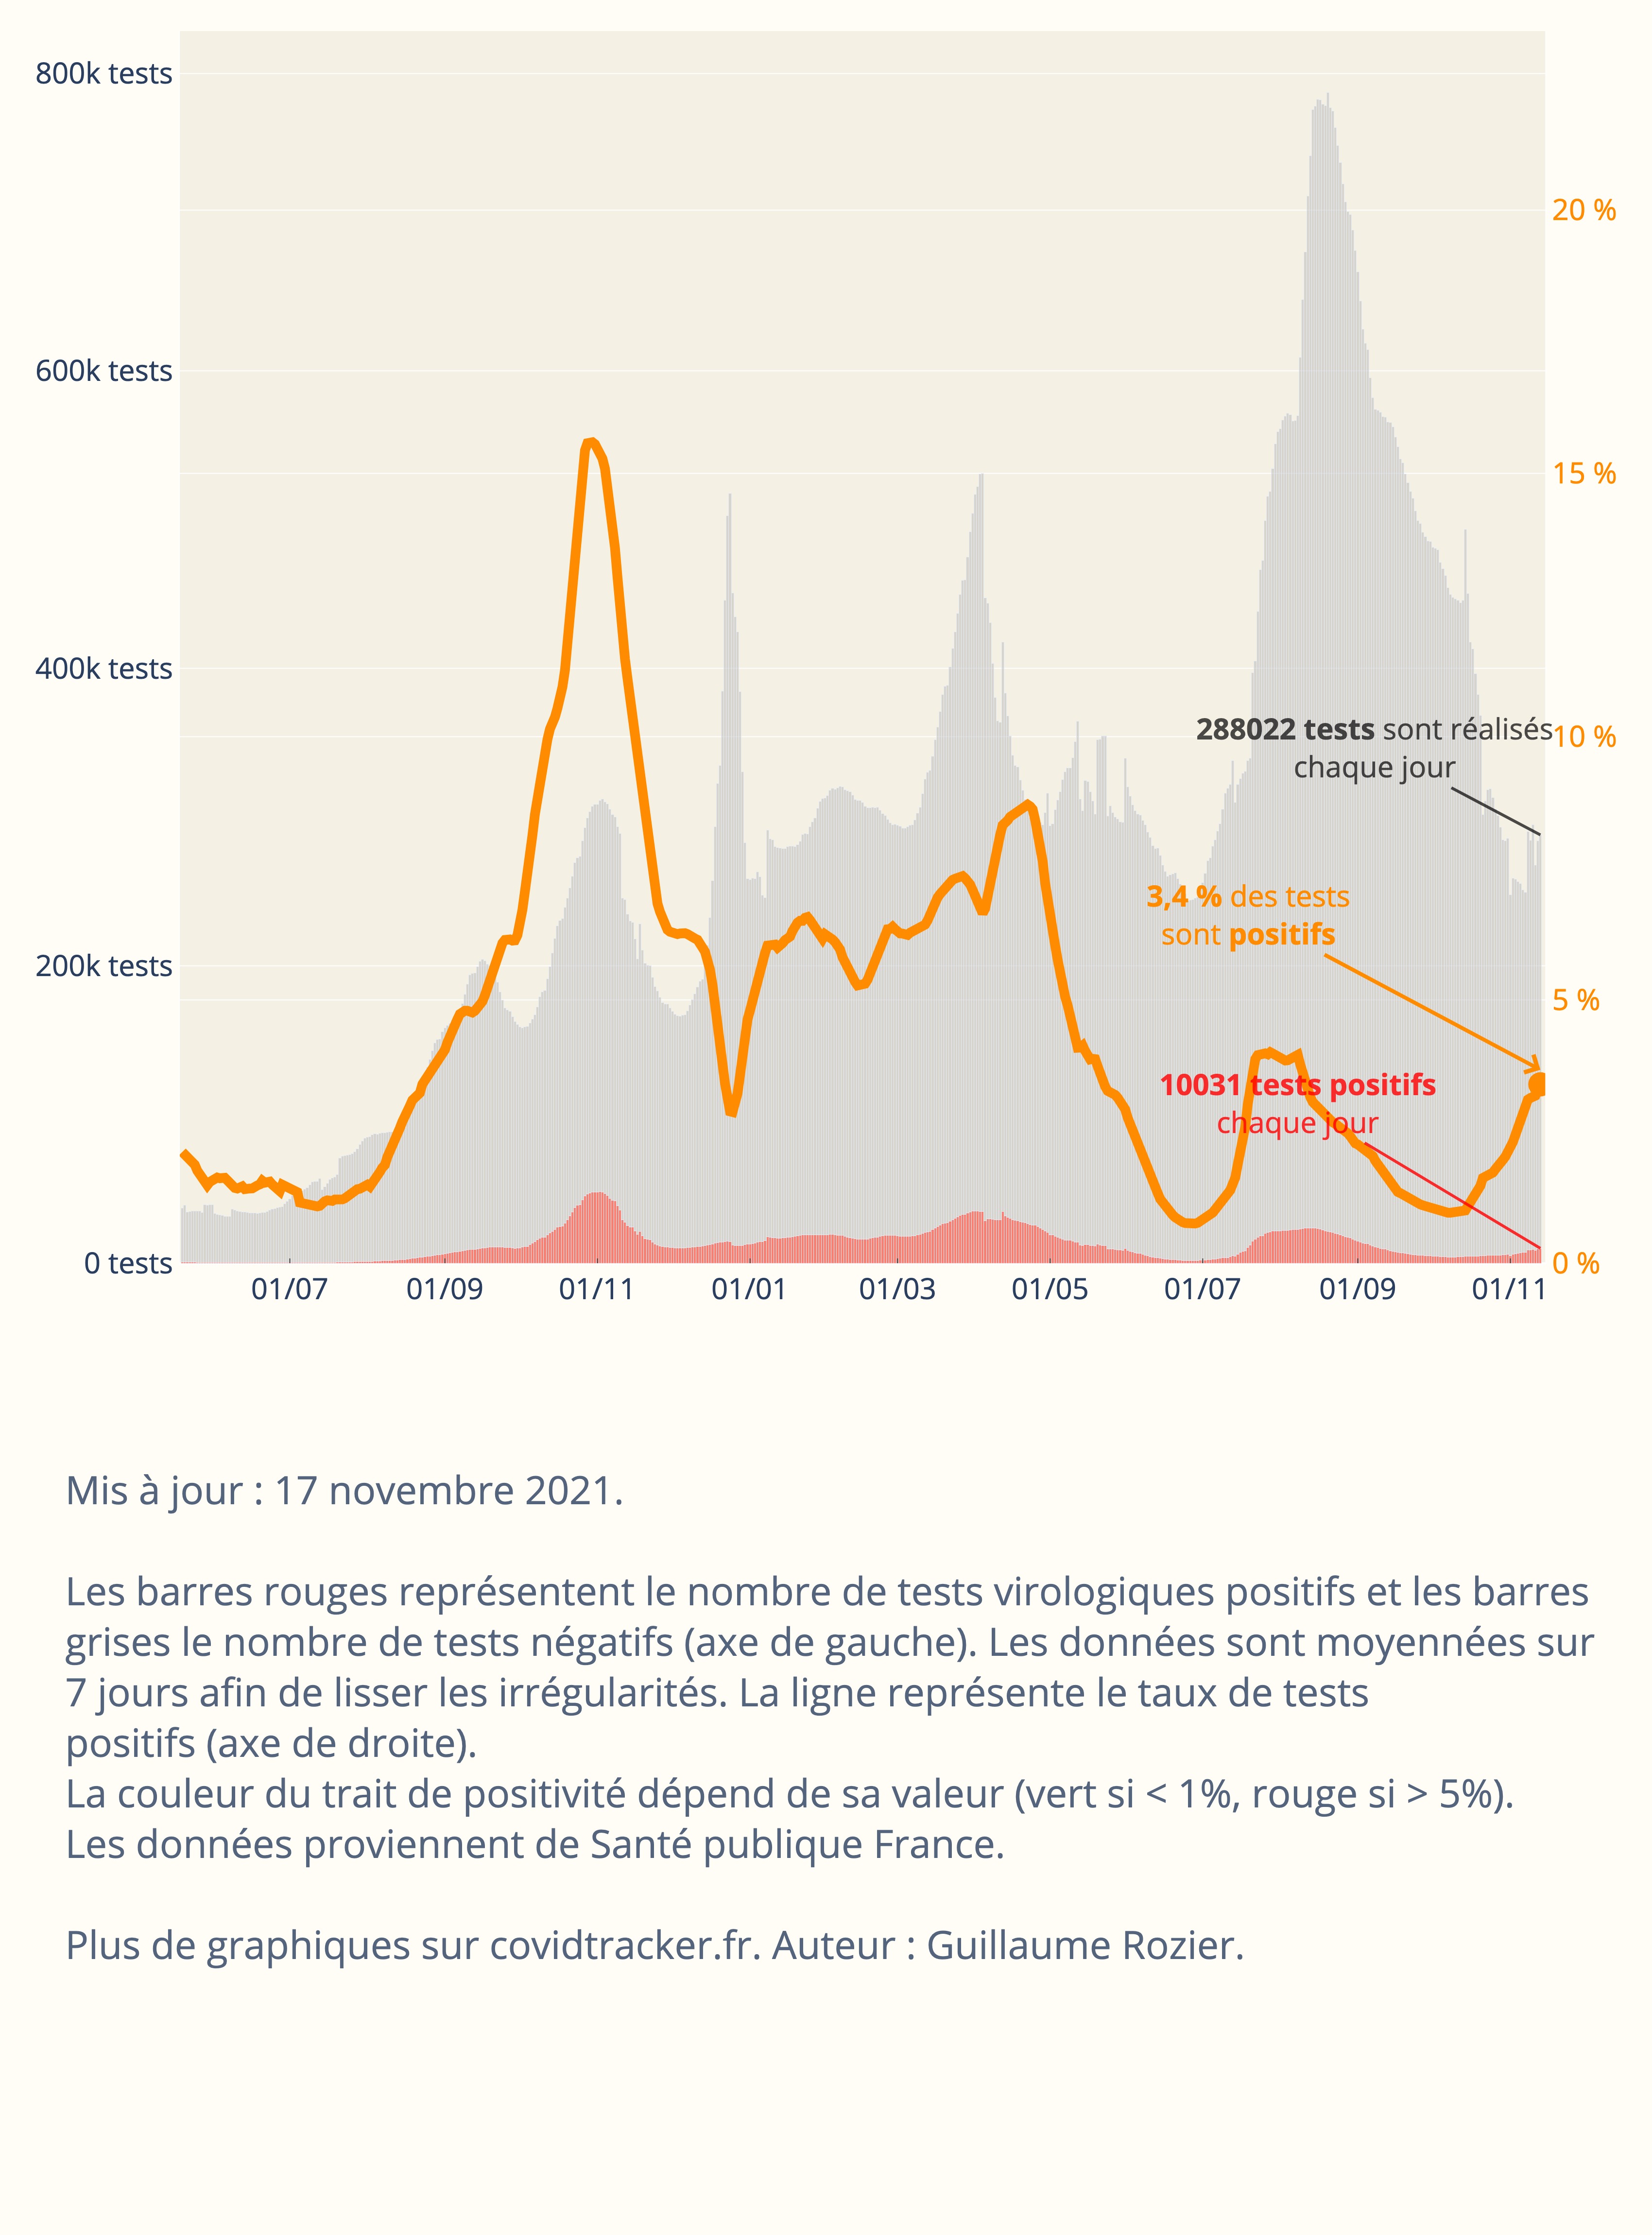 800k tests
20 %
600k tests
15 %
400k tests
288022 tests sont réalisés
chaque jour
10 %
3,4 % des tests
sont positifs
200k tests
5 %
10031 tests positifs
chaque jour
0 tests
0 %
01/07 01/09 01/11 01/01 01/03 01/05 01/07 01/09 01/11
Mis à jour : 17 novembre 2021.
Les barres rouges représentent le nombre de tests virologiques positifs et les barres
grises le nombre de tests négatifs (axe de gauche). Les données sont moyennées sur
7 jours afin de lisser les irrégularités. La ligne représente le taux de tests
positifs (axe de droite).
La couleur du trait de positivité dépend de sa valeur (vert si < 1%, rouge si > 5%).
Les données proviennent de Santé publique France.
Plus de graphiques sur covidtracker.fr. Auteur : Guillaume Rozier.